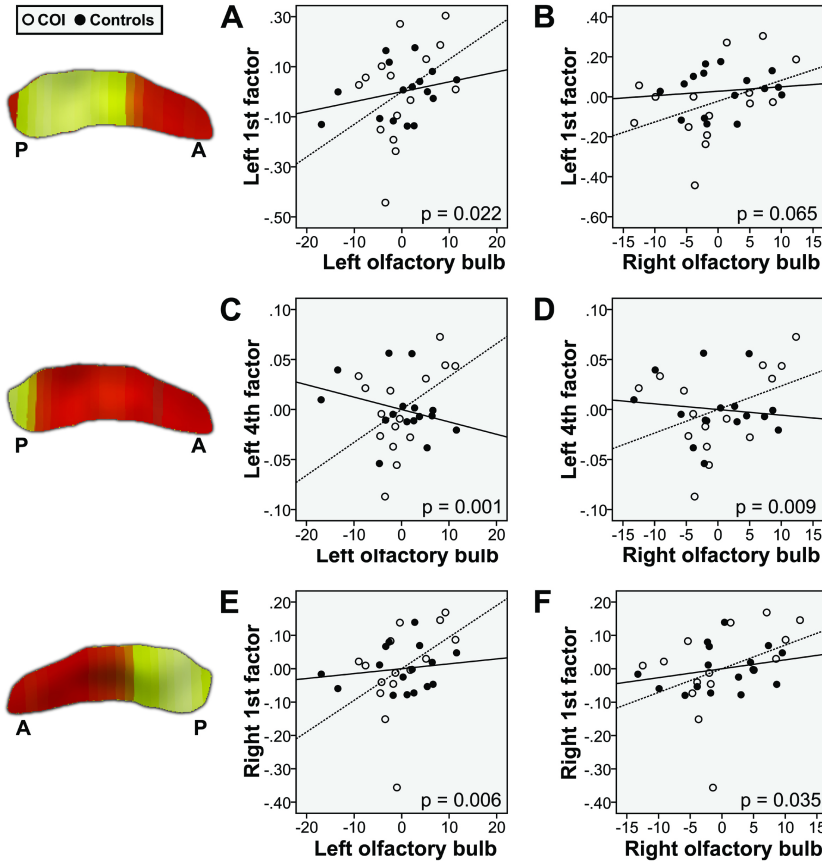 COI Controls
A
Left 1st factor
.30
.10
-.10
-.30
-.50
p = 0.022
-20 -10 0 10 20
Left olfactory bulb
B
Left 1st factor
.40
.20
.00
-.20
-.40
-.60
p = 0.065
-15 -10 -5 0 5 10 15
Right olfactory bulb
P A
C
Left 4th factor
.10
.05
.00
-.05
-.10
p = 0.001
-20 -10 0 10 20
Left olfactory bulb
D
Left 4th factor
.10
.05
.00
-.05
-.10
p = 0.009
-15 -10 -5 0 5 10 15
Right olfactory bulb
P A
E
Right 1st factor
.20
.10
.00
-.10
-.20
-.30
-.40
p = 0.006
-20 -10 0 10 20
Left olfactory bulb
F
Right 1st factor
.20
.10
.00
-.10
-.20
-.30
-.40
p = 0.035
-15 -10 -5 0 5 10 15
Right olfactory bulb
A P